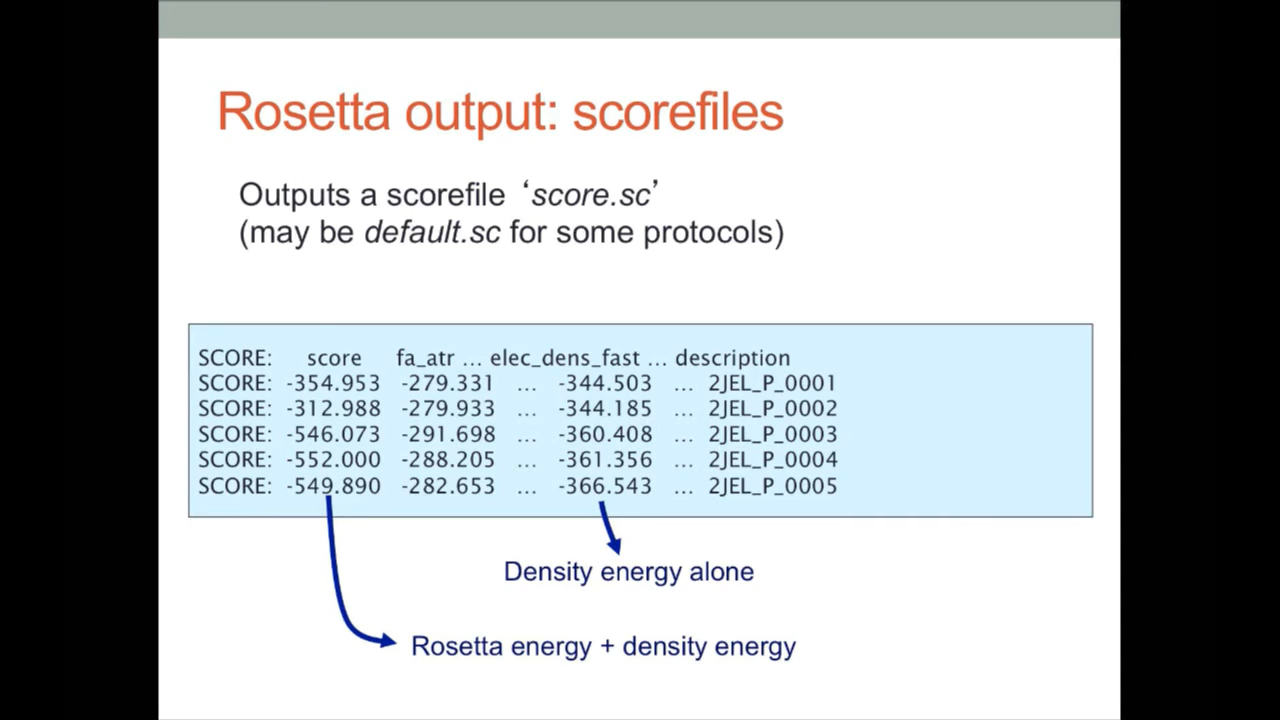 Rosetta output: scorefiles
Outputs a scorefile ‘score.sc’
(may be default.sc for some protocols)
SCORE: score fa_atr ... elec_dens_fast ... description
SCORE: -354.953 -279.331 ... -344.503 ... 2JEL_P_0001
SCORE: -312.988 -279.933 ... -344.185 ... 2JEL_P_0002
SCORE: -546.073 -291.698 ... -360.408 ... 2JEL_P_0003
SCORE: -552.000 -288.205 ... -361.356 ... 2JEL_P_0004
SCORE: -549.890 -282.653 ... -366.543 ... 2JEL_P_0005
Density energy alone
Rosetta energy + density energy